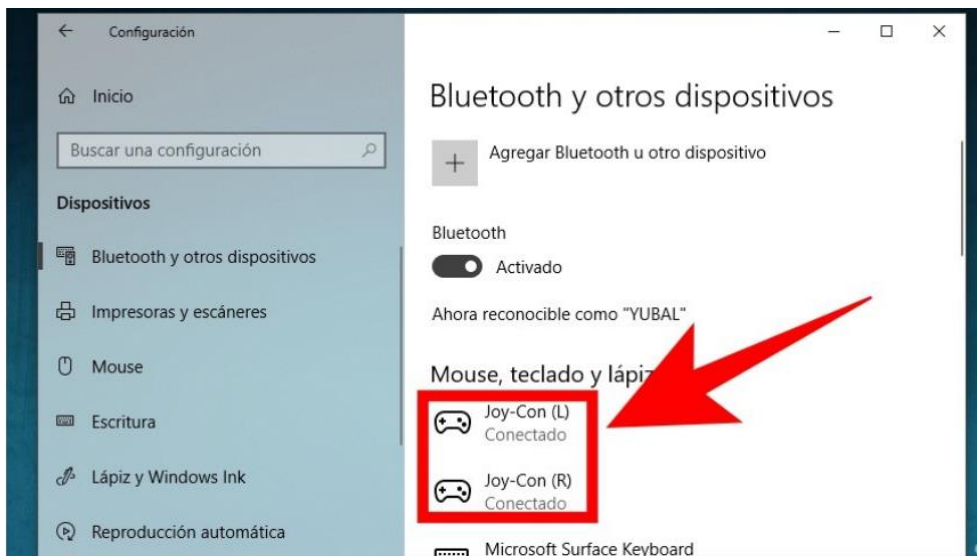 Configuración
Inicio
Buscar una configuración
Dispositivos
Bluetooth y otros dispositivos
Impresoras y escáneres
Mouse
Escritura
Lápiz y Windows Ink
Reproducción automática
Bluetooth y otros dispositivos
Agregar Bluetooth u otro dispositivo
Bluetooth
Activado
Ahora reconocible como "YUBAL"
Mouse, teclado y lápiz
Joy-Con (L)
Conectado
Joy-Con (R)
Conectado
Microsoft Surface Keyboard